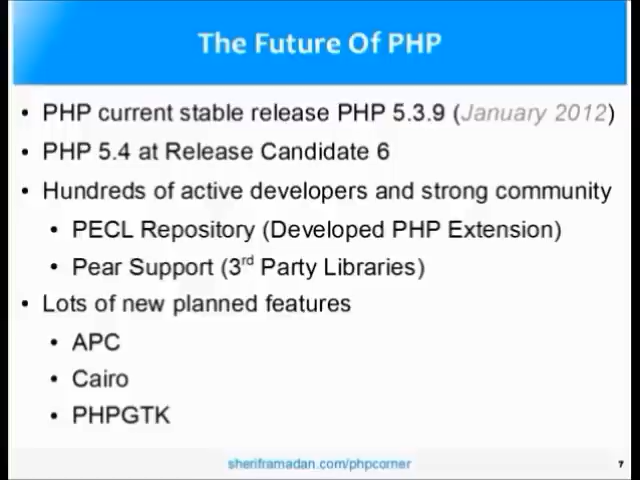 The Future Of PHP
• PHP current stable release PHP 5.3.9 (January 2012)
• PHP 5.4 at Release Candidate 6
• Hundreds of active developers and strong community
• PECL Repository (Developed PHP Extension)
• Pear Support (3rd Party Libraries)
• Lots of new planned features
• APC
• Cairo
• PHPGTK
sheriframadan.com/phpcorner
7